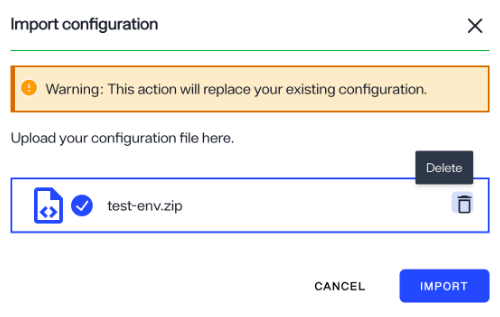 Import configuration
Warning: This action will replace your existing configuration.
Upload your configuration file here.
Delete
test-env.zip
CANCEL
IMPORT